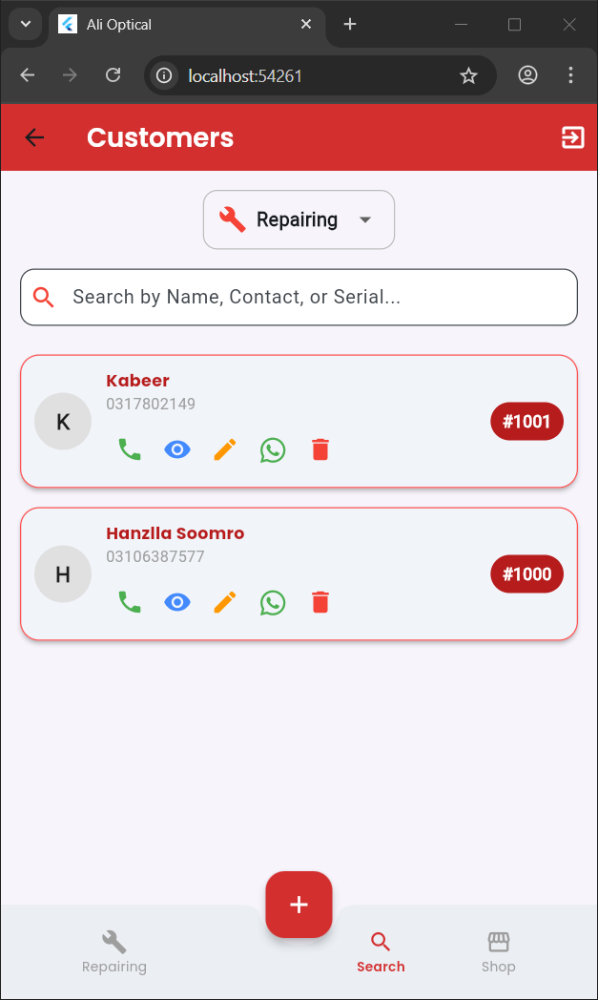 Ali Optical
localhost:54261
Customers
Repairing
Search by Name, Contact, or Serial...
Kabeer
0317802149
K
#1001
Hanzlla Soomro
03106387577
H
#1000
Repairing
Search
Shop